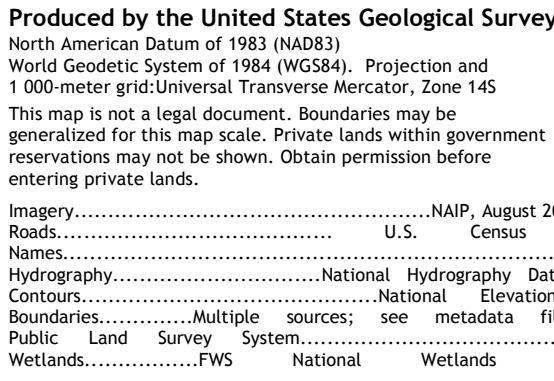 Produced by the United States Geological Survey
North American Datum of 1983 (NAD83)
World Geodetic System of 1984 (WGS84). Projection and
1 000-meter grid:Universal Transverse Mercator, Zone 14S
This map is not a legal document. Boundaries may be
generalized for this map scale. Private lands within government
reservations may not be shown. Obtain permission before
entering private lands.
Imagery..................................................NAIP, August
Roads................................... U.S. Census
Names.....................................................................
Hydrography.............................National Hydrography
Contours..........................................National Elevation
Boundaries.............Multiple sources; see metadata
Public Land Survey System....................................
Wetlands................FWS National Wetlands